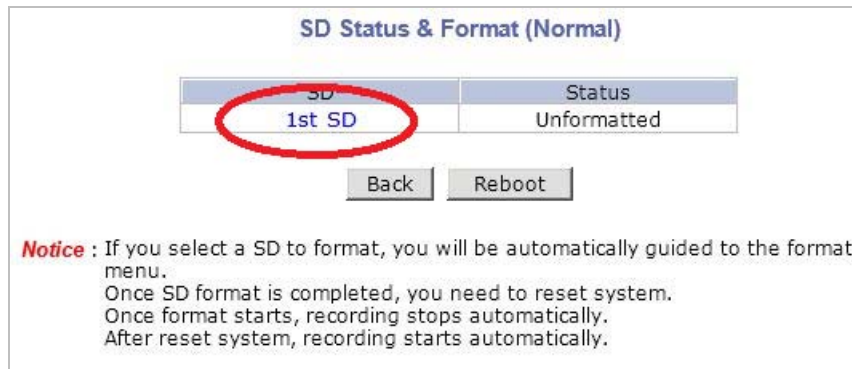 SD Status & Format (Normal)
SD Status
1st SD Unformatted
Back Reboot
Notice : If you select a SD to format, you will be automatically guided to the format
menu.
Once SD format is completed, you need to reset system.
Once format starts, recording stops automatically.
After reset system, recording starts automatically.